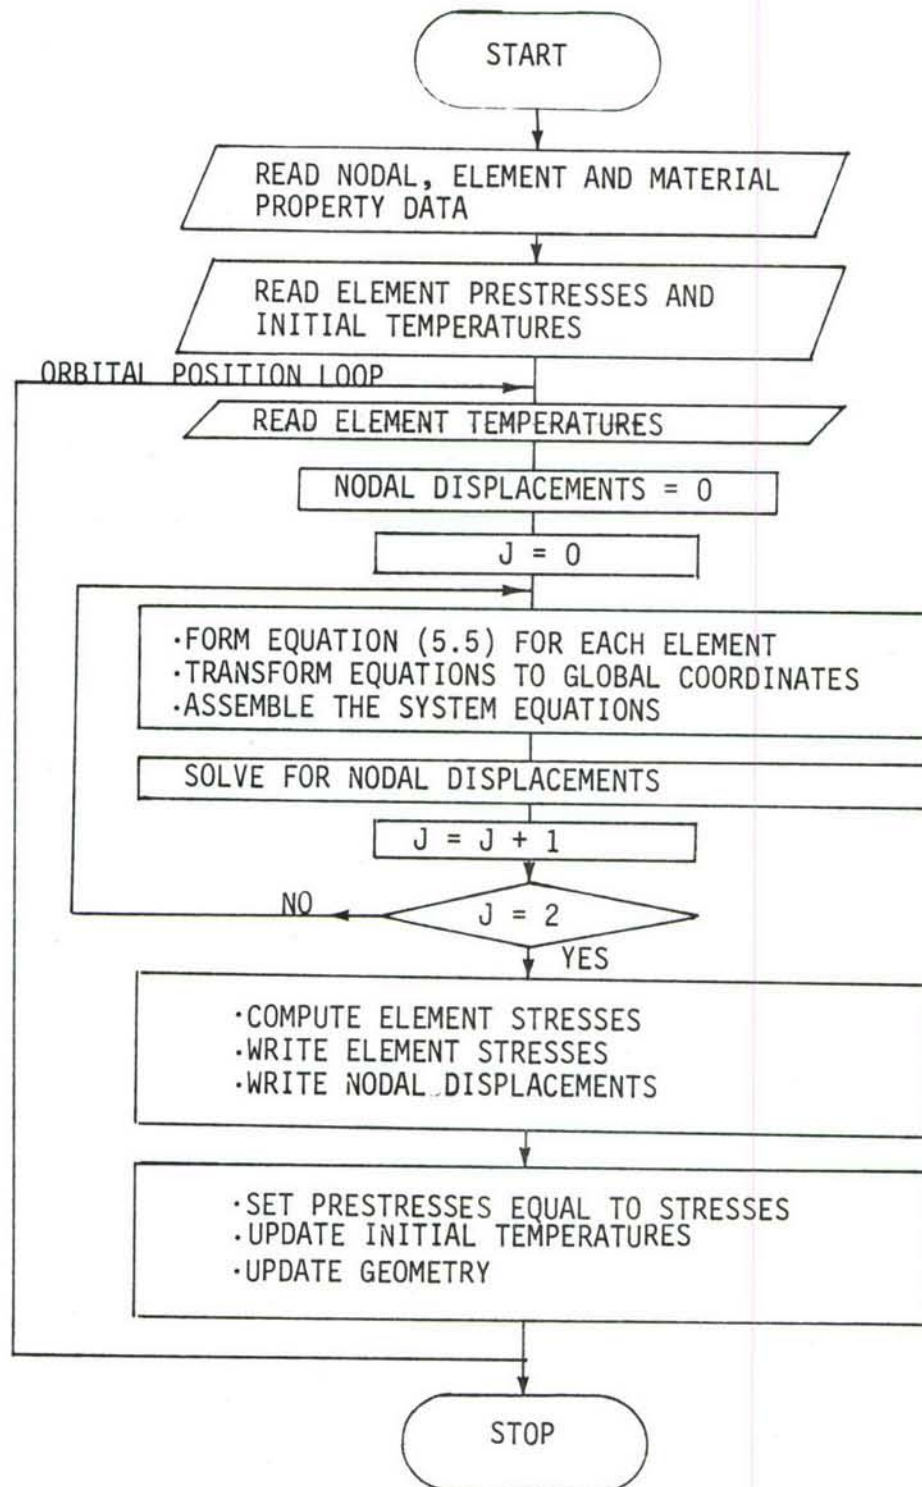 START
READ NODAL, ELEMENT AND MATERIAL
PROPERTY DATA
READ ELEMENT PRESTRESSES AND
INITIAL TEMPERATURES
ORBITAL POSITION LOOP
READ ELEMENT TEMPERATURES
NODAL DISPLACEMENTS = 0
J = 0
·FORM EQUATION (5.5) FOR EACH ELEMENT
·TRANSFORM EQUATIONS TO GLOBAL COORDINATES
·ASSEMBLE THE SYSTEM EQUATIONS
SOLVE FOR NODAL DISPLACEMENTS
J = J + 1
NO
J = 2
YES
·COMPUTE ELEMENT STRESSES
·WRITE ELEMENT STRESSES
·WRITE NODAL DISPLACEMENTS
·SET PRESTRESSES EQUAL TO STRESSES
·UPDATE INITIAL TEMPERATURES
·UPDATE GEOMETRY
STOP